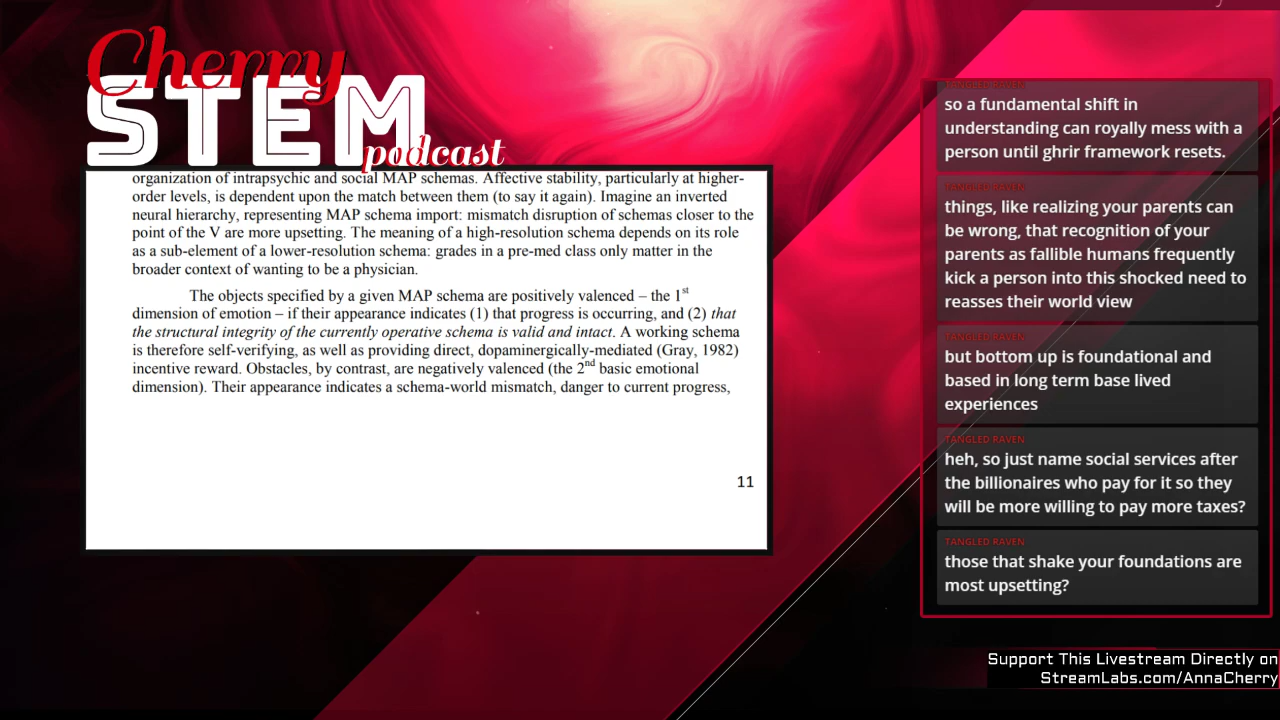 Cherry
STEM
podcast
organization of intrapsychic and social MAP schemas. Affective stability, particularly at higher-
order levels, is dependent upon the match between them (to say it again). Imagine an inverted
neural hierarchy, representing MAP schema import: mismatch disruption of schemas closer to the
point of the V are more upsetting. The meaning of a high-resolution schema depends on its role
as a sub-element of a lower-resolution schema: grades in a pre-med class only matter in the
broader context of wanting to be a physician.
The objects specified by a given MAP schema are positively valenced – the 1st
dimension of emotion – if their appearance indicates (1) that progress is occurring, and (2) that
the structural integrity of the currently operative schema is valid and intact. A working schema
is therefore self-verifying, as well as providing direct, dopaminergically-mediated (Gray, 1982)
incentive reward. Obstacles, by contrast, are negatively valenced (the 2nd basic emotional
dimension). Their appearance indicates a schema-world mismatch, danger to current progress,
11
TANGLED RAVEN
so a fundamental shift in
understanding can royally mess with a
person until ghrir framework resets.
TANGLED RAVEN
things, like realizing your parents can
be wrong, that recognition of your
parents as fallible humans frequently
kick a person into this shocked need to
reasses their world view
TANGLED RAVEN
but bottom up is foundational and
based in long term base lived
experiences
TANGLED RAVEN
heh, so just name social services after
the billionaires who pay for it so they
will be more willing to pay more taxes?
TANGLED RAVEN
those that shake your foundations are
most upsetting?
Support This Livestream Directly on
StreamLabs.com/AnnaCherry